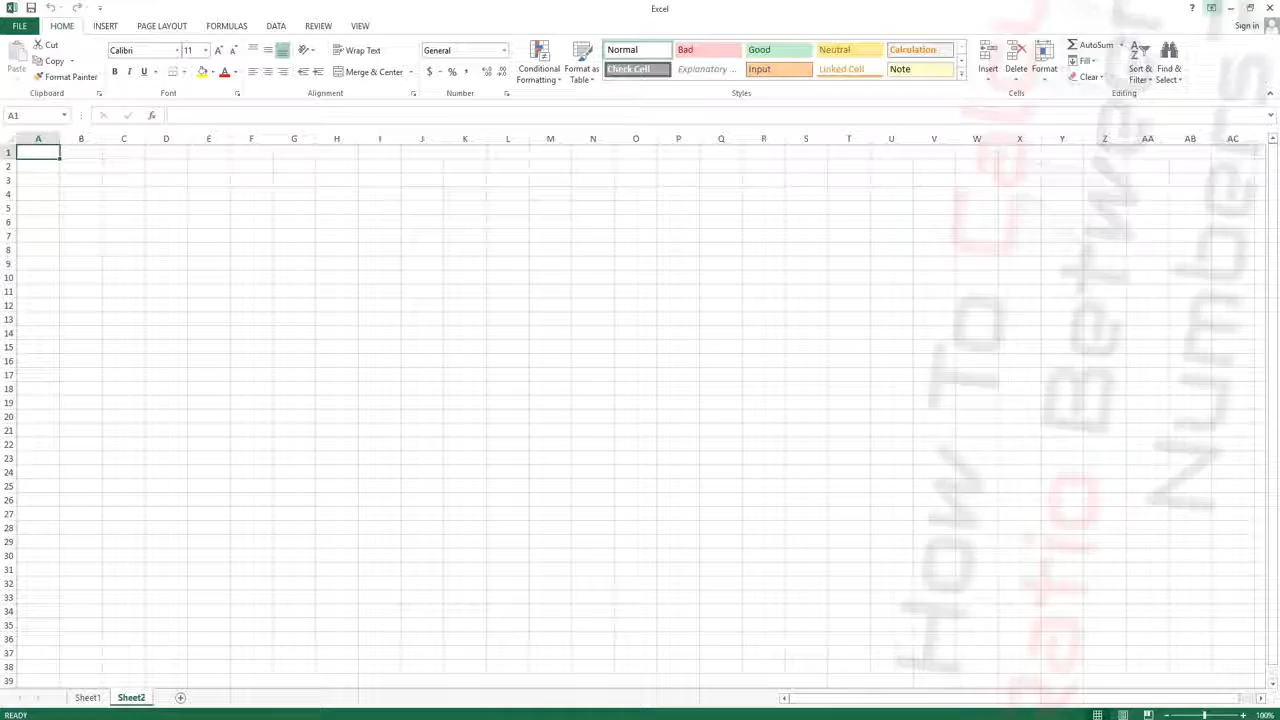 Excel
Sign in
FILE HOME INSERT PAGE LAYOUT FORMULAS DATA REVIEW VIEW
Paste Cut Copy Format Painter
Calibri 11
B I U
Wrap Text
Merge & Center
General
$ % ,
Conditional Formatting
Format as Table
Normal Bad Good Neutral Calculation
Check Cell Explanatory ... Input Linked Cell Note
Insert Delete Format
AutoSum
Fill
Clear
Sort & Filter
Find & Select
Clipboard Font Alignment Number Styles Cells Editing
A1 fx
A B C D E F G H I J K L M N O P Q R S T U V W X Y Z AA AB AC
1
2
3
4
5
6
7
8
9
10
11
12
13
14
15
16
17
18
19
20
21
22
23
24
25
26
27
28
29
30
31
32
33
34
35
36
37
38
39
How To
Ratio Between
Numbers
Sheet1 Sheet2
READY 100%